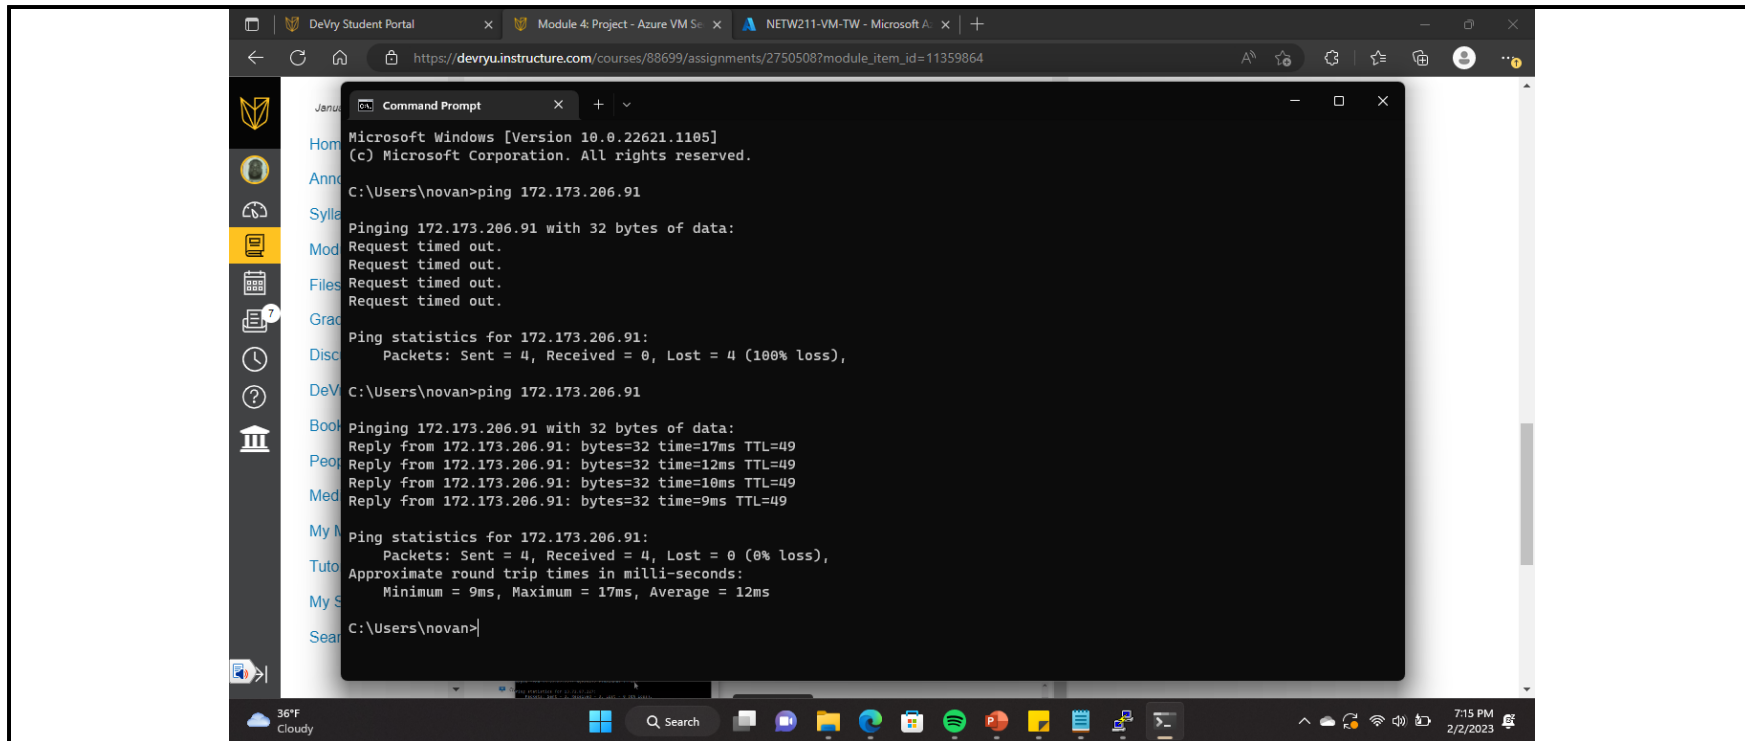 DeVry Student Portal
Module 4: Project - Azure VM Se
NETW211-VM-TW - Microsoft A
https://devryu.instructure.com/courses/88699/assignments/2750508?module_item_id=11359864
Janu
Command Prompt
Hom
Anno
Sylla
Mod
Files
Grad
Disc
DeV
Book
Peop
Med
My
Tuto
My S
Sear
7
Microsoft Windows [Version 10.0.22621.1105]
(c) Microsoft Corporation. All rights reserved.
C:\Users\novan>ping 172.173.206.91
Pinging 172.173.206.91 with 32 bytes of data:
Request timed out.
Request timed out.
Request timed out.
Request timed out.
Ping statistics for 172.173.206.91:
Packets: Sent = 4, Received = 0, Lost = 4 (100% loss),
C:\Users\novan>ping 172.173.206.91
Pinging 172.173.206.91 with 32 bytes of data:
Reply from 172.173.206.91: bytes=32 time=17ms TTL=49
Reply from 172.173.206.91: bytes=32 time=12ms TTL=49
Reply from 172.173.206.91: bytes=32 time=10ms TTL=49
Reply from 172.173.206.91: bytes=32 time=9ms TTL=49
Ping statistics for 172.173.206.91:
Packets: Sent = 4, Received = 4, Lost = 0 (0% loss),
Approximate round trip times in milli-seconds:
Minimum = 9ms, Maximum = 17ms, Average = 12ms
C:\Users\novan>
36°F
Cloudy
Search
7:15 PM
2/2/2023